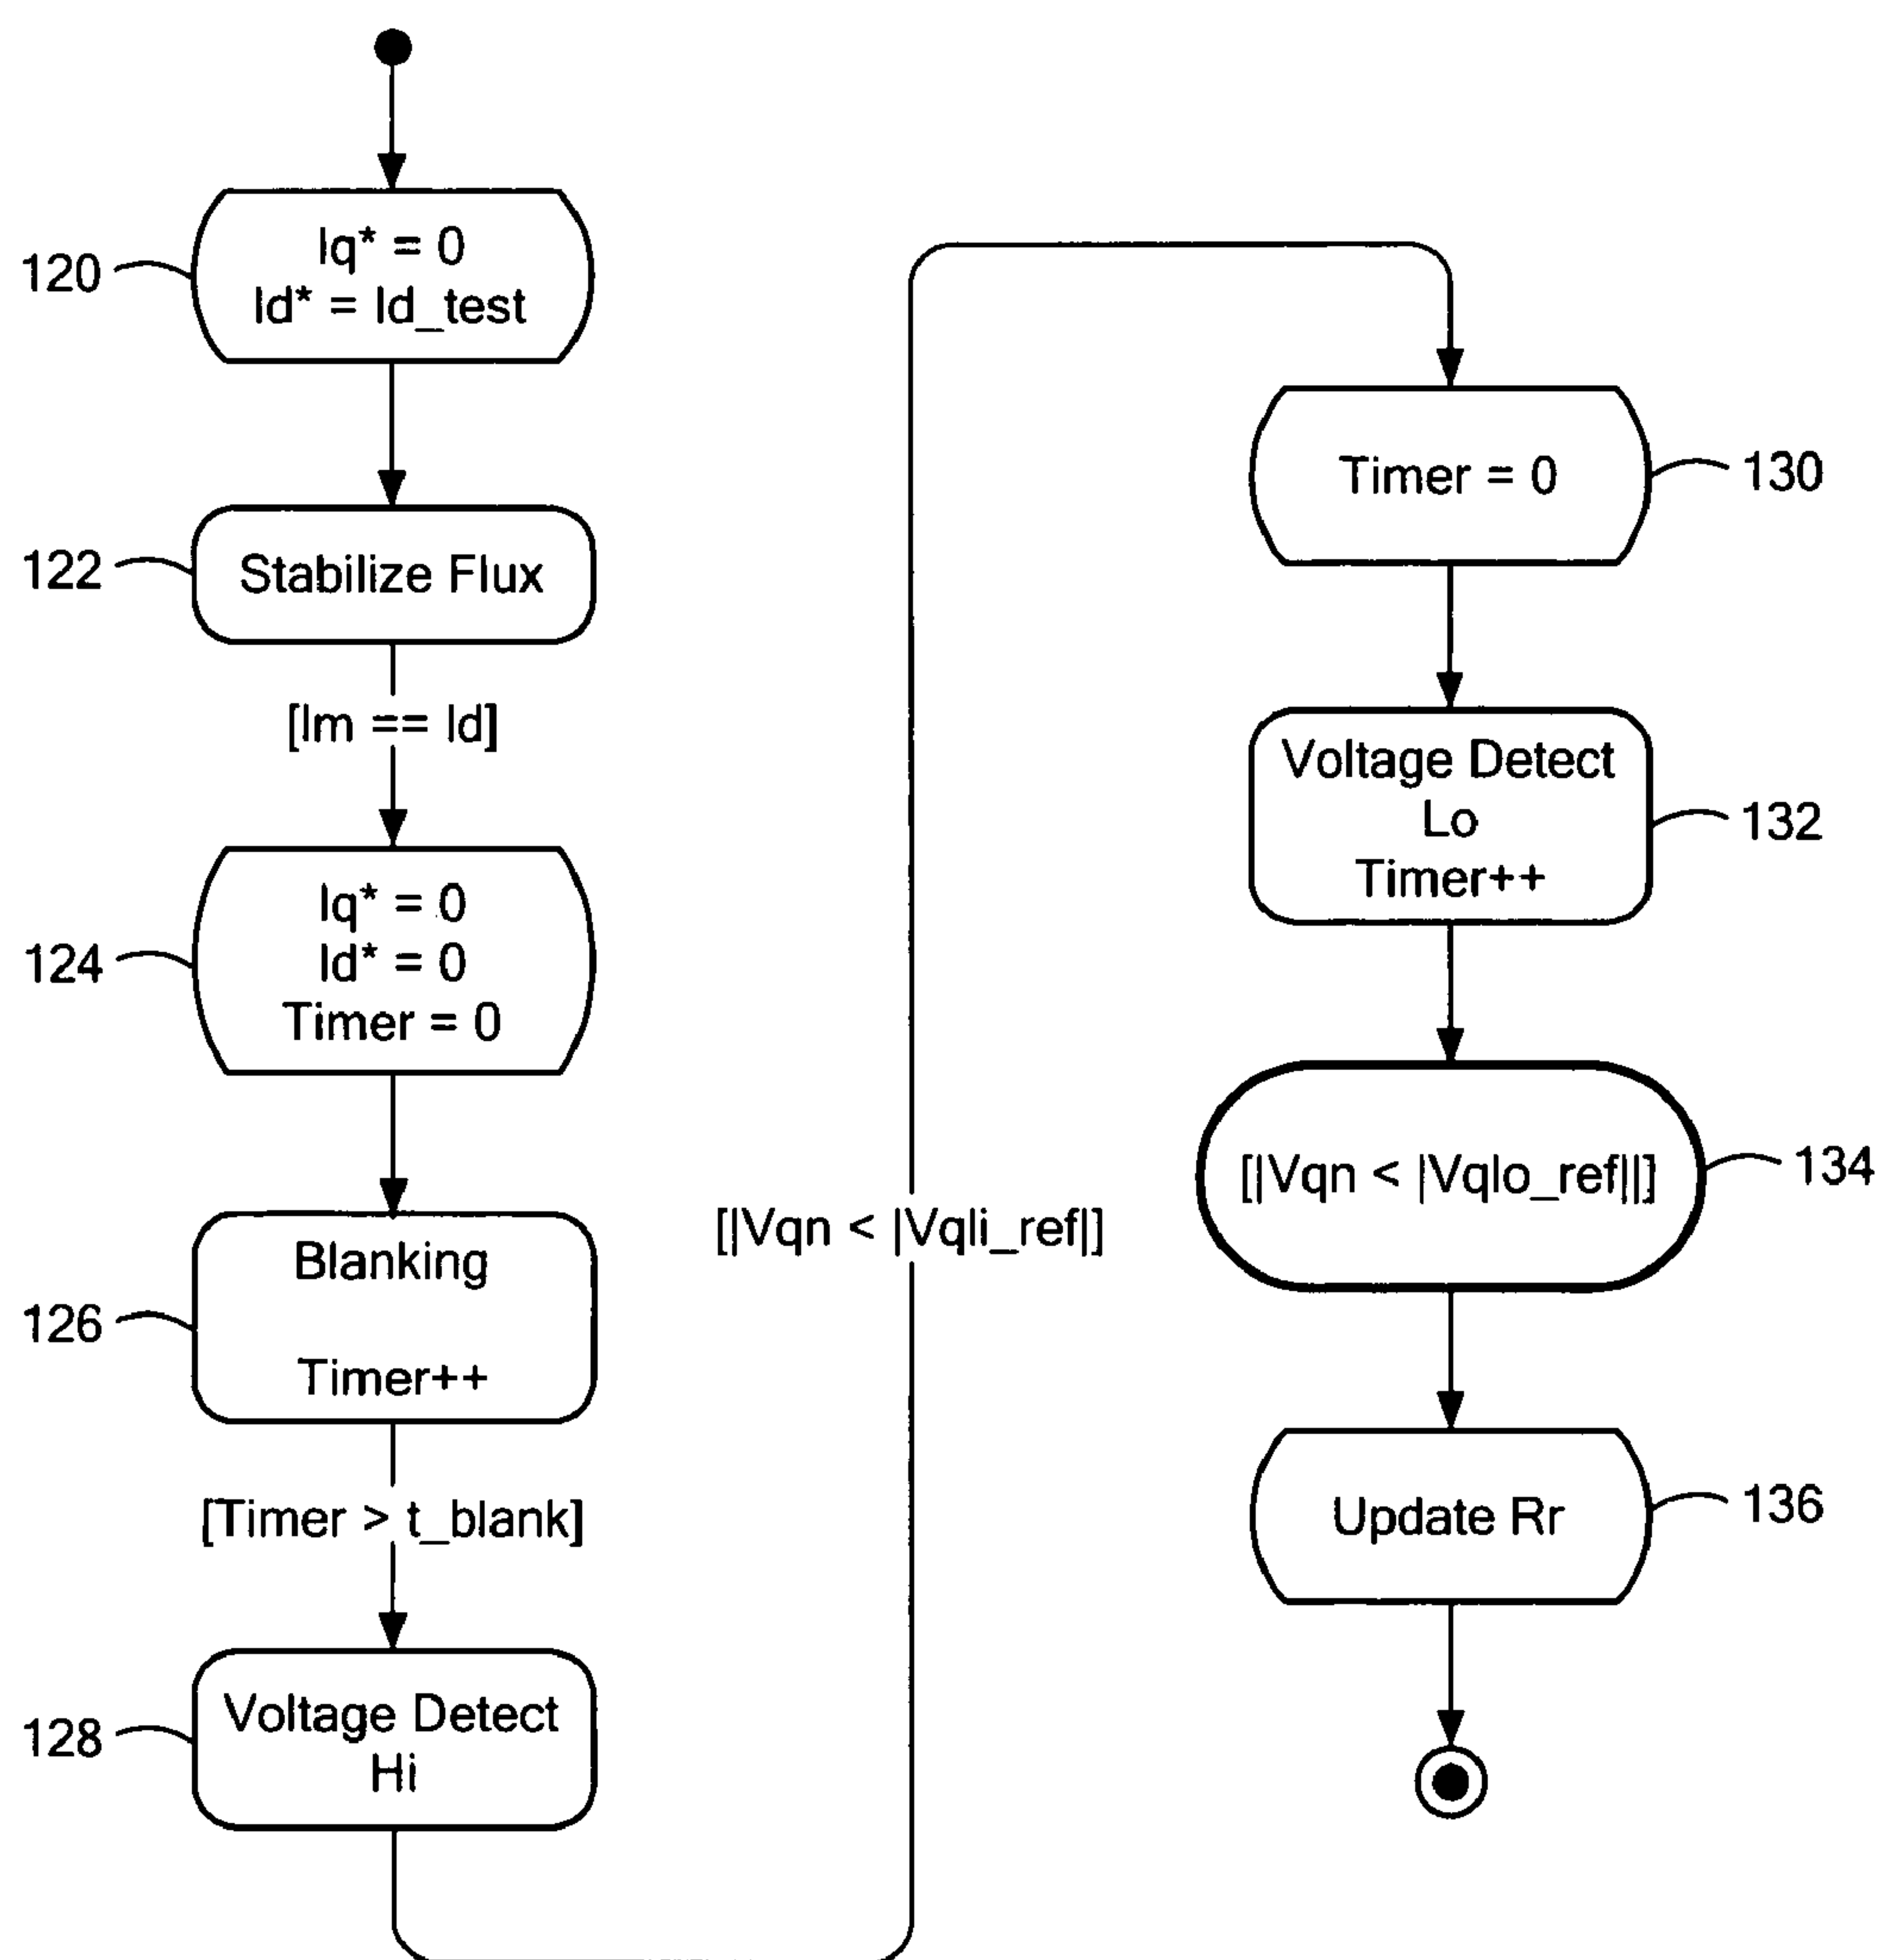 120
Iq* = 0
Id* = Id_test
122
Stabilize Flux
[Im == Id]
124
Iq* = 0
Id* = 0
Timer = 0
126
Blanking
Timer++
[Timer > t_blank]
128
Voltage Detect
Hi
[|Vqn < |Vqli_ref|]
Timer = 0
130
Voltage Detect
Lo
Timer++
132
[|Vqn < |Vqlo_ref||]
134
Update Rr
136